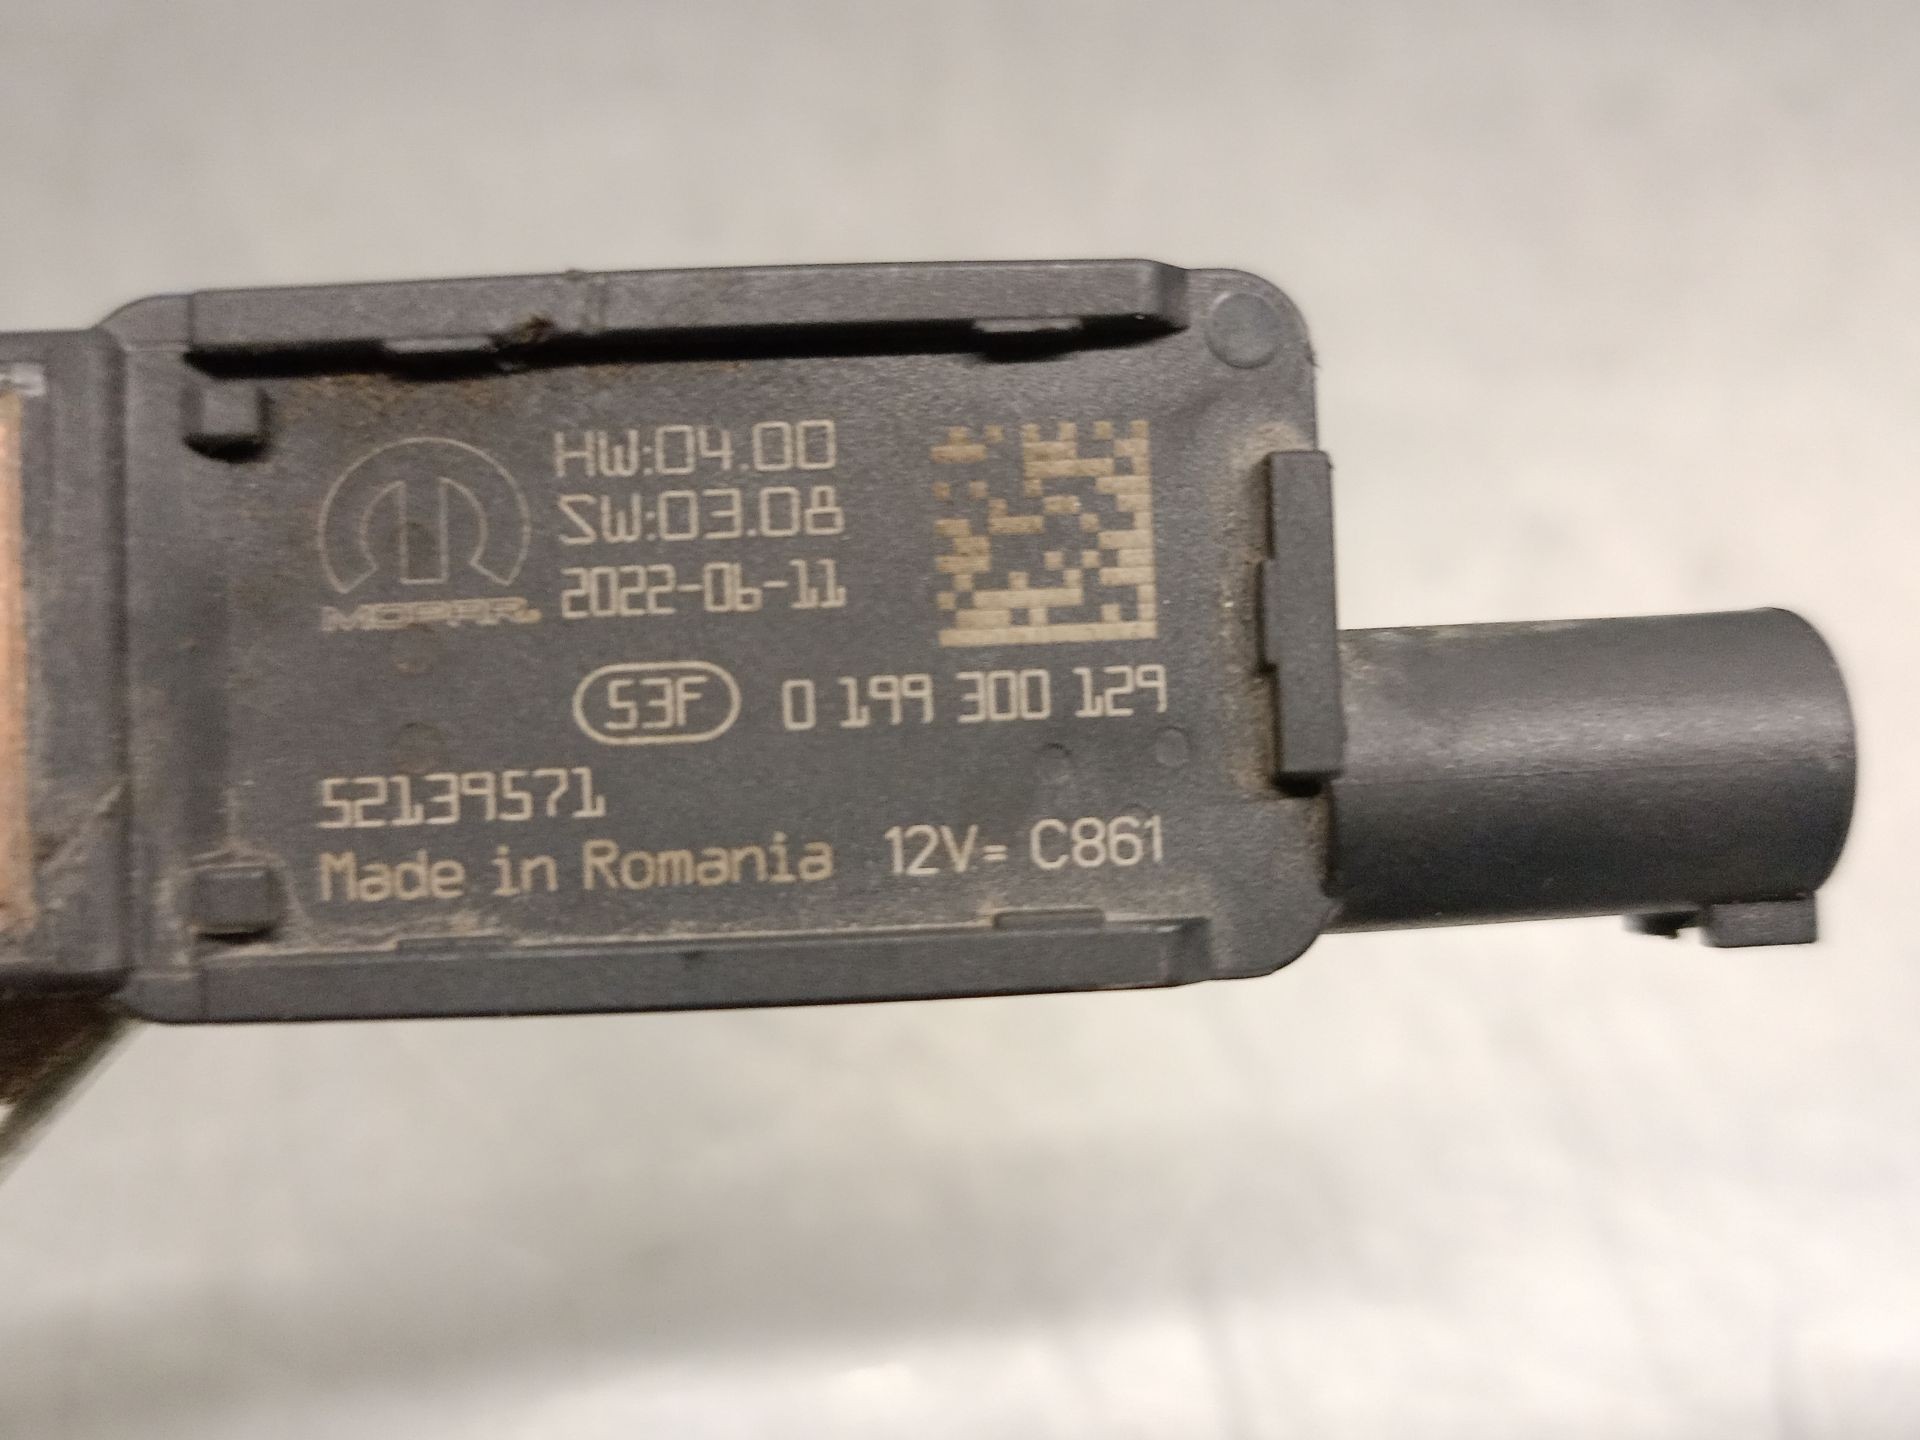 HW:04.00
SW:03.08
2022-06-11
MOPAR.
53F 0 199 300 129
52139571
Made in Romania 12V= C861